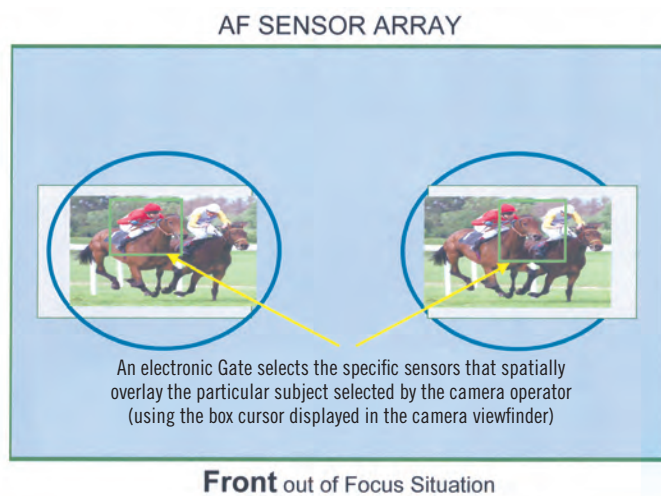 AF SENSOR ARRAY
An electronic Gate selects the specific sensors that spatially
overlay the particular subject selected by the camera operator
(using the box cursor displayed in the camera viewfinder)
Front out of Focus Situation